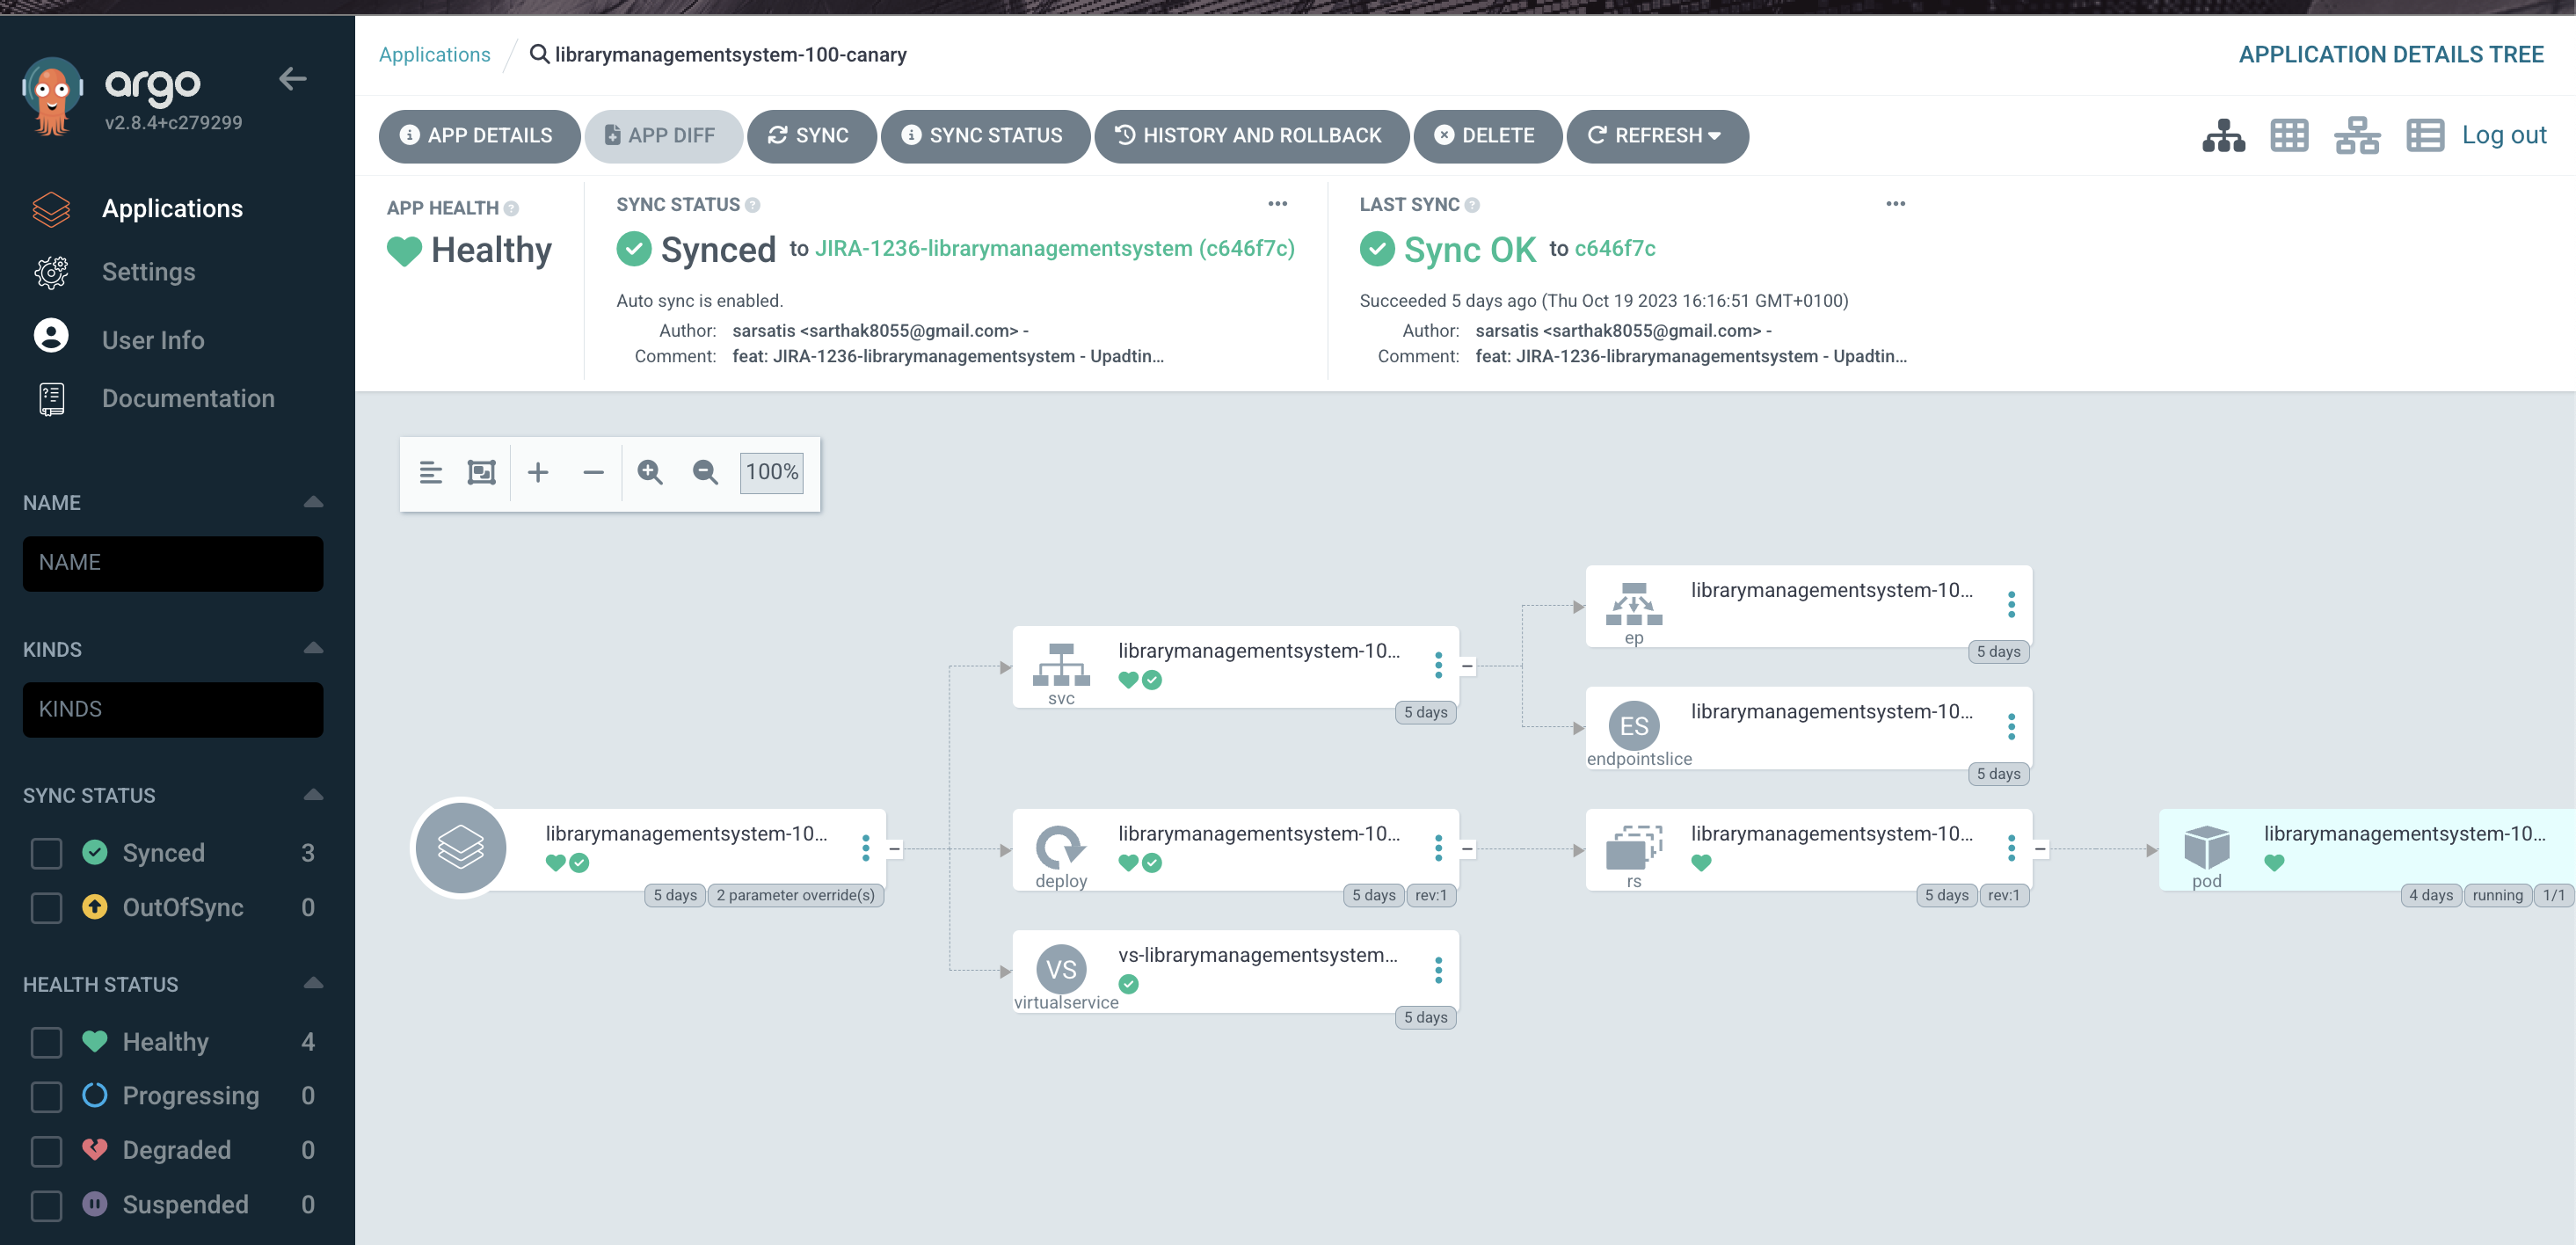 argo
v2.8.4+c279299
Applications
Settings
User Info
Documentation
NAME
NAME
KINDS
KINDS
SYNC STATUS
Synced 3
OutOfSync 0
HEALTH STATUS
Healthy 4
Progressing 0
Degraded 0
Suspended 0
Applications / librarymanagementsystem-100-canary
APPLICATION DETAILS TREE
APP DETAILS APP DIFF SYNC SYNC STATUS HISTORY AND ROLLBACK DELETE REFRESH
Log out
APP HEALTH
Healthy
SYNC STATUS
Synced to JIRA-1236-librarymanagementsystem (c646f7c)
Auto sync is enabled.
Author: sarsatis <sarthak8055@gmail.com> -
Comment: feat: JIRA-1236-librarymanagementsystem - Upadtin...
LAST SYNC
Sync OK to c646f7c
Succeeded 5 days ago (Thu Oct 19 2023 16:16:51 GMT+0100)
Author: sarsatis <sarthak8055@gmail.com> -
Comment: feat: JIRA-1236-librarymanagementsystem - Upadtin...
100%
librarymanagementsystem-10...
5 days 2 parameter override(s)
librarymanagementsystem-10...
svc
5 days
librarymanagementsystem-10...
deploy
5 days rev:1
VS
vs-librarymanagementsystem...
virtualservice
5 days
librarymanagementsystem-10...
ep
5 days
ES
librarymanagementsystem-10...
endpointslice
5 days
librarymanagementsystem-10...
rs
5 days rev:1
librarymanagementsystem-10...
pod
4 days running 1/1